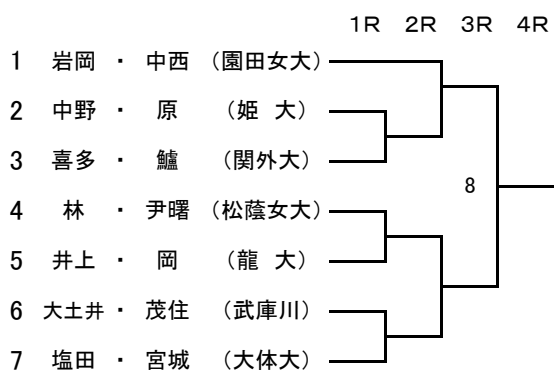 1R 2R 3R 4R
1 岩岡 ・ 中西 （園田女大）
2 中野 ・ 原 （姫 大）
3 喜多 ・ 鱸 （関外大）
8
4 林 ・ 尹曙 （松蔭女大）
5 井上 ・ 岡 （龍 大）
6 大土井 ・ 茂住 （武庫川）
7 塩田 ・ 宮城 （大体大）